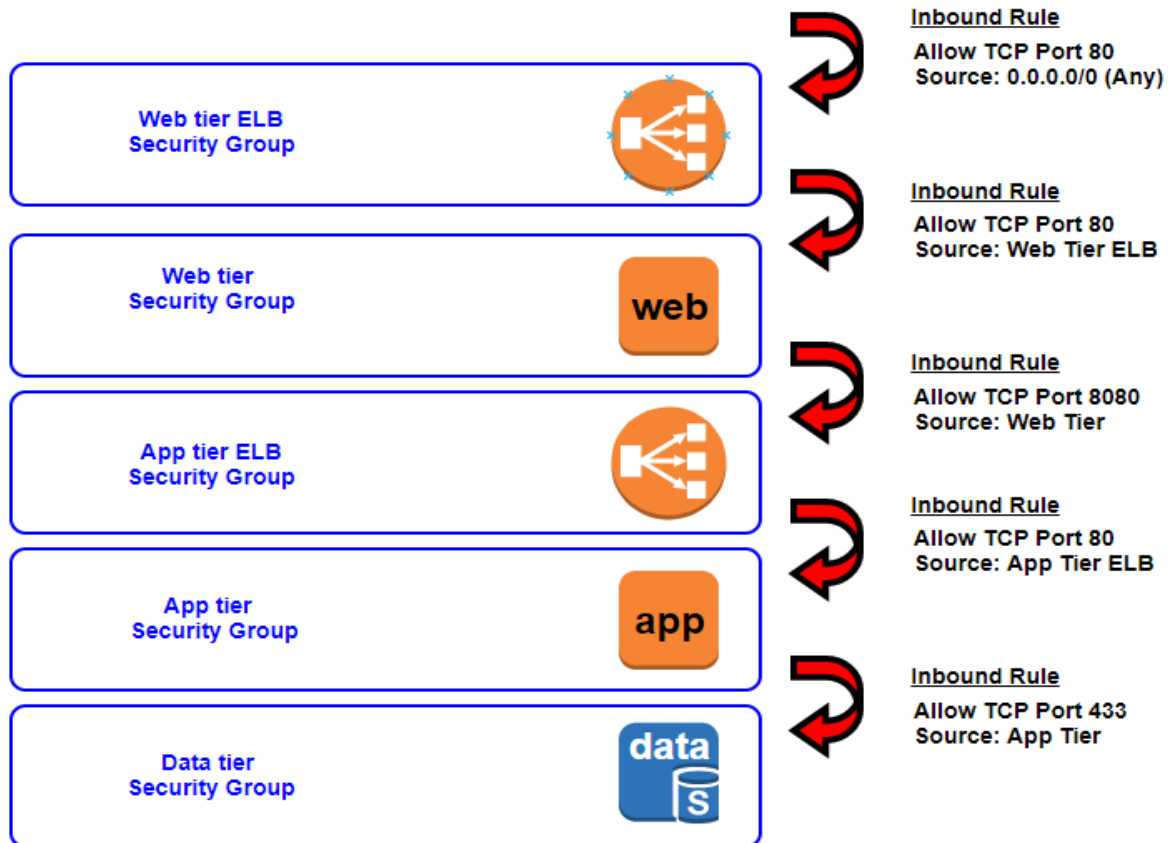 Inbound Rule
Allow TCP Port 80
Source: 0.0.0.0/0 (Any)
Web tier ELB
Security Group
Inbound Rule
Allow TCP Port 80
Source: Web Tier ELB
Web tier
Security Group
web
Inbound Rule
Allow TCP Port 8080
Source: Web Tier
App tier ELB
Security Group
Inbound Rule
Allow TCP Port 80
Source: App Tier ELB
App tier
Security Group
app
Inbound Rule
Allow TCP Port 433
Source: App Tier
Data tier
Security Group
data
S